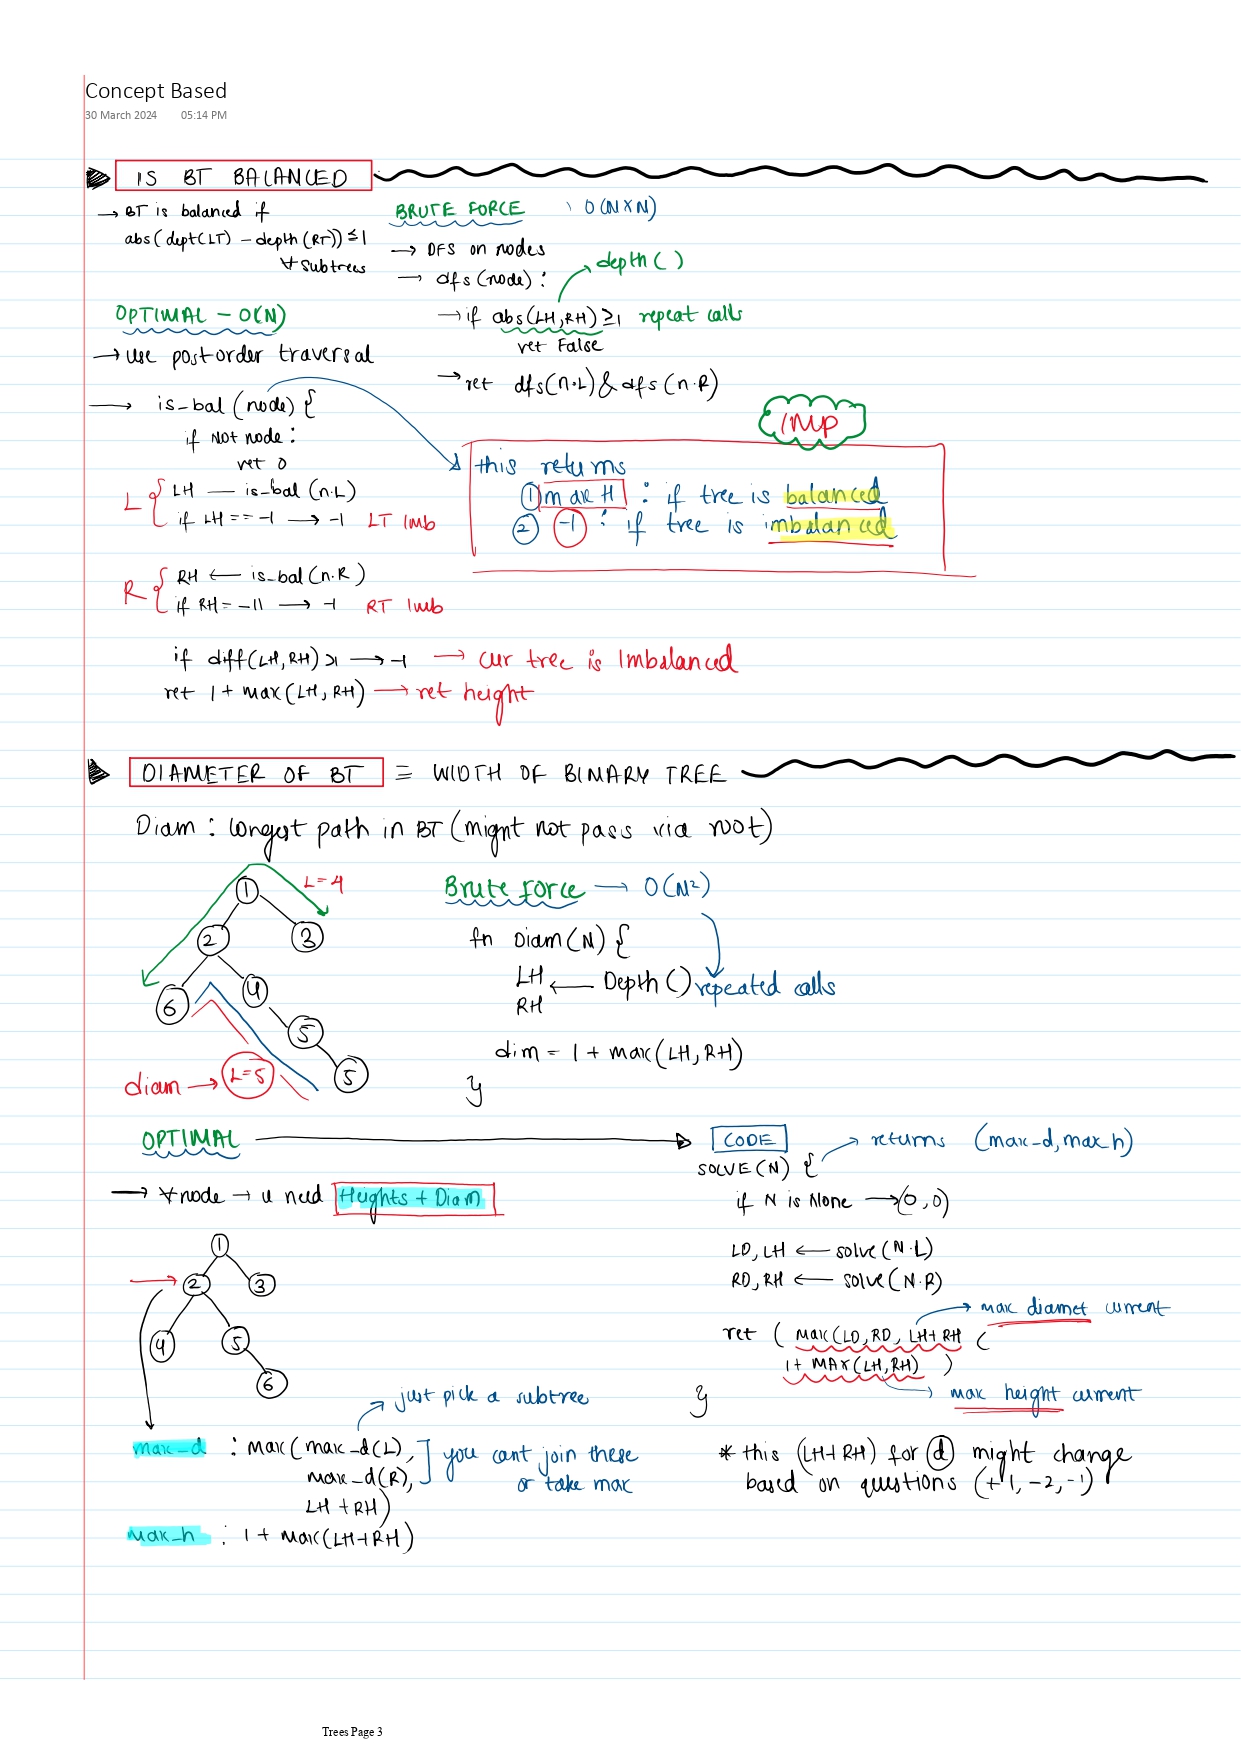 Concept Based
30 March 2024 05:14 PM
IS BT BALANCED
→ BT is balanced if
abs(dept(LT) - depth(RT)) ≤ 1
∀ subtrees
BRUTE FORCE : O(N×N)
→ DFS on nodes
→ dfs(node):
depth()
→ if abs(LH,RH) ≥ 1 repeat calls
ret False
→ ret dfs(n.L) & dfs(n.R)
OPTIMAL - O(N)
→ use postorder traversal
→ is_bal(node) {
if NOT node:
ret 0
L { LH — is_bal(n.L)
if LH == -1 → -1 LT Imb
IMP
this returns
① max H : if tree is balanced
② -1 : if tree is imbalanced
R { RH ← is_bal(n.R)
if RH = -11 → -1 RT Imb
if diff(LH,RH) >1 → -1 → cur tree is Imbalanced
ret 1 + max(LH, RH) → ret height
DIAMETER OF BT ≡ WIDTH OF BINARY TREE
Diam : longest path in BT (might not pass via root)
L=4
1
2 3
6 4
5
5
diam → L=5
Brute force → O(N²)
fn Diam(N) {
LH
RH ← Depth() repeated calls
dim = 1 + max(LH, RH)
}
OPTIMAL
→ ∀ node → u need Heights + Diam
1
2 3
4 5
6
max_d : max(max_d(L),
max_d(R),
LH + RH)
just pick a subtree
you cant join these
or take max
max_h : 1 + max(LH+RH)
CODE → returns (max_d, max_h)
SOLVE(N) {
if N is None → (0,0)
LD, LH ← solve(N.L)
RD, RH ← solve(N.R)
→ max diamet current
ret ( max(LD, RD, LH+RH (
1 + MAX(LH,RH) )
→ max height current
}
* this (LH+RH) for d might change
based on questions (+1, -2, -1)
Trees Page 3